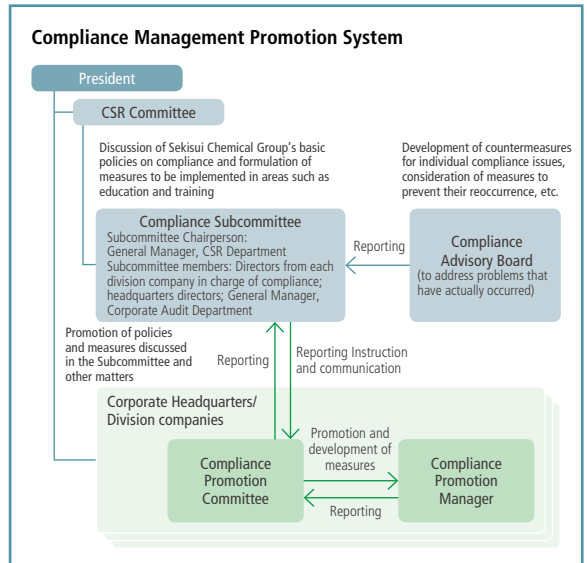 Compliance Management Promotion System
President
CSR Committee
Discussion of Sekisui Chemical Group's basic
policies on compliance and formulation of
measures to be implemented in areas such as
education and training
Development of countermeasures
for individual compliance issues,
consideration of measures to
prevent their reoccurrence, etc.
Compliance Subcommittee
Subcommittee Chairperson:
General Manager, CSR Department
Subcommittee members: Directors from each
division company in charge of compliance;
headquarters directors; General Manager,
Corporate Audit Department
Reporting
Compliance
Advisory Board
(to address problems that
have actually occurred)
Promotion of policies
and measures discussed
in the Subcommittee and
other matters
Reporting
Reporting Instruction
and communication
Corporate Headquarters/
Division companies
Compliance
Promotion
Committee
Promotion and
development of
measures
Reporting
Compliance
Promotion
Manager